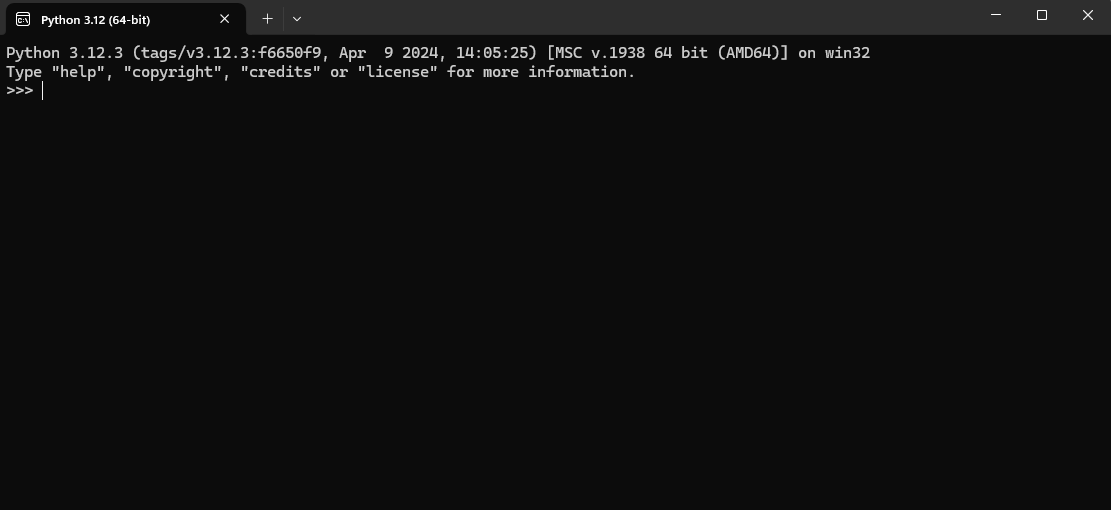 Python 3.12 (64-bit)
Python 3.12.3 (tags/v3.12.3:f6650f9, Apr  9 2024, 14:05:25) [MSC v.1938 64 bit (AMD64)] on win32
Type "help", "copyright", "credits" or "license" for more information.
>>>